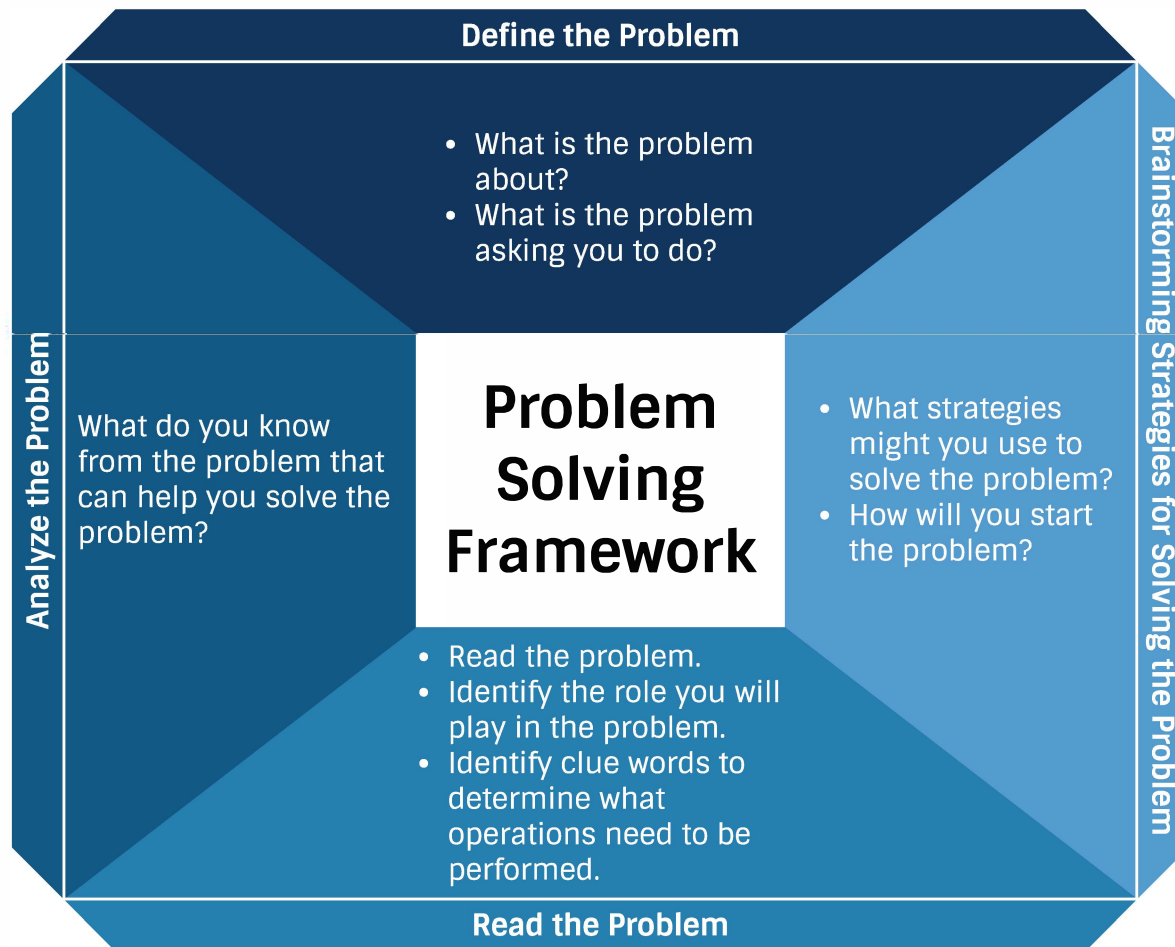 Define the Problem
• What is the problem
about?
• What is the problem
asking you to do?
Analyze the Problem
What do you know
from the problem that
can help you solve the
problem?
Problem
Solving
Framework
• What strategies
might you use to
solve the problem?
• How will you start
the problem?
Brainstorming Strategies for Solving the Problem
• Read the problem.
• Identify the role you will
play in the problem.
• Identify clue words to
determine what
operations need to be
performed.
Read the Problem